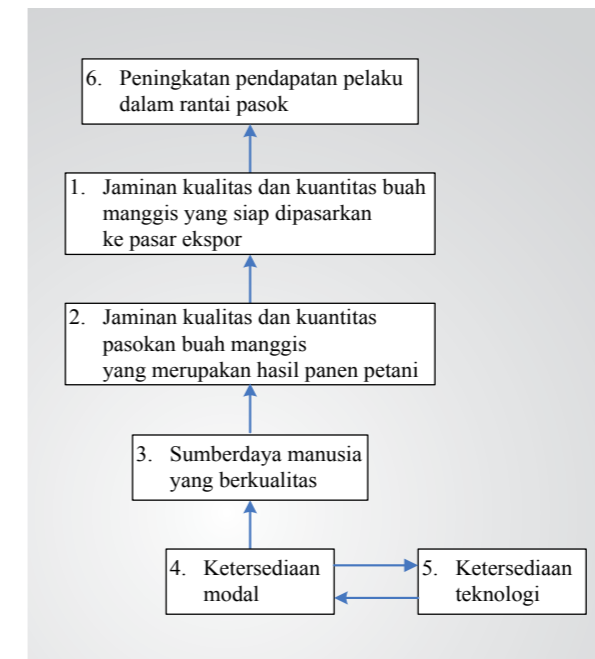 6. Peningkatan pendapatan pelaku
dalam rantai pasok
1. Jaminan kualitas dan kuantitas buah
manggis yang siap dipasarkan
ke pasar ekspor
2. Jaminan kualitas dan kuantitas
pasokan buah manggis
yang merupakan hasil panen petani
3. Sumberdaya manusia
yang berkualitas
4. Ketersediaan
modal
5. Ketersediaan
teknologi